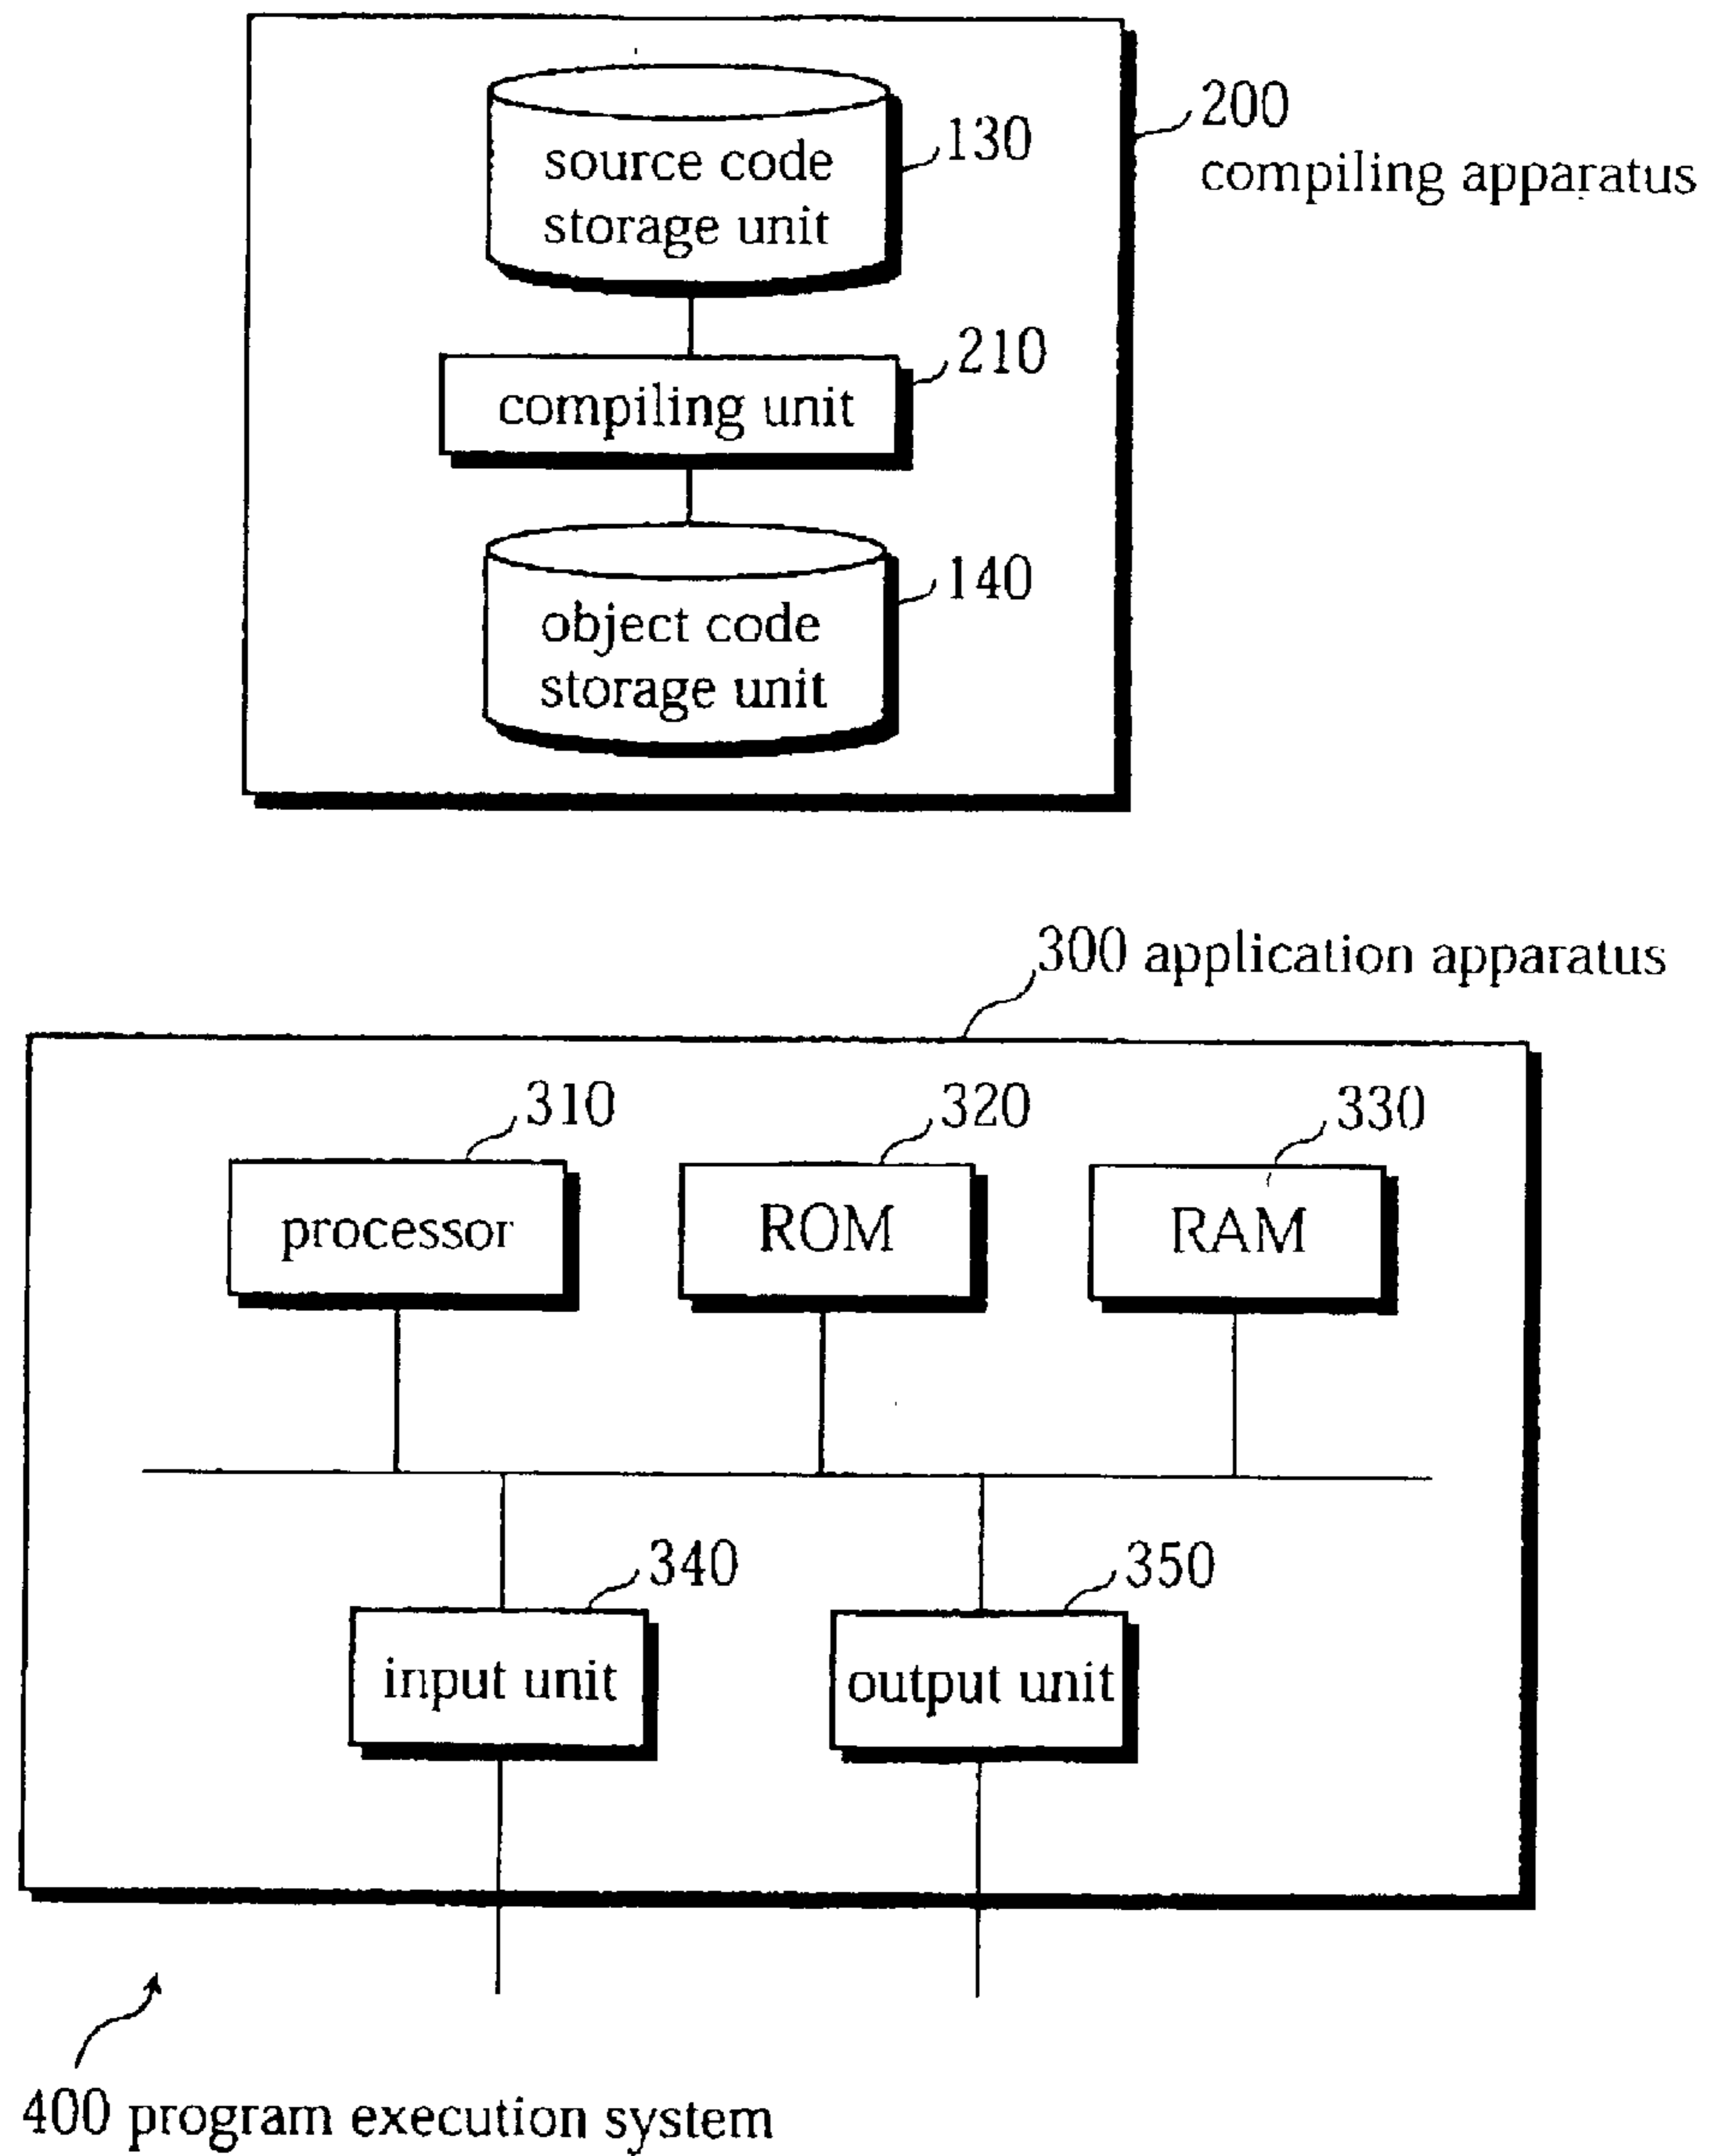 source code
storage unit
130
200
compiling apparatus
210
compiling unit
140
object code
storage unit
300 application apparatus
310
320
330
processor
ROM
RAM
340
350
input unit
output unit
400 program execution system